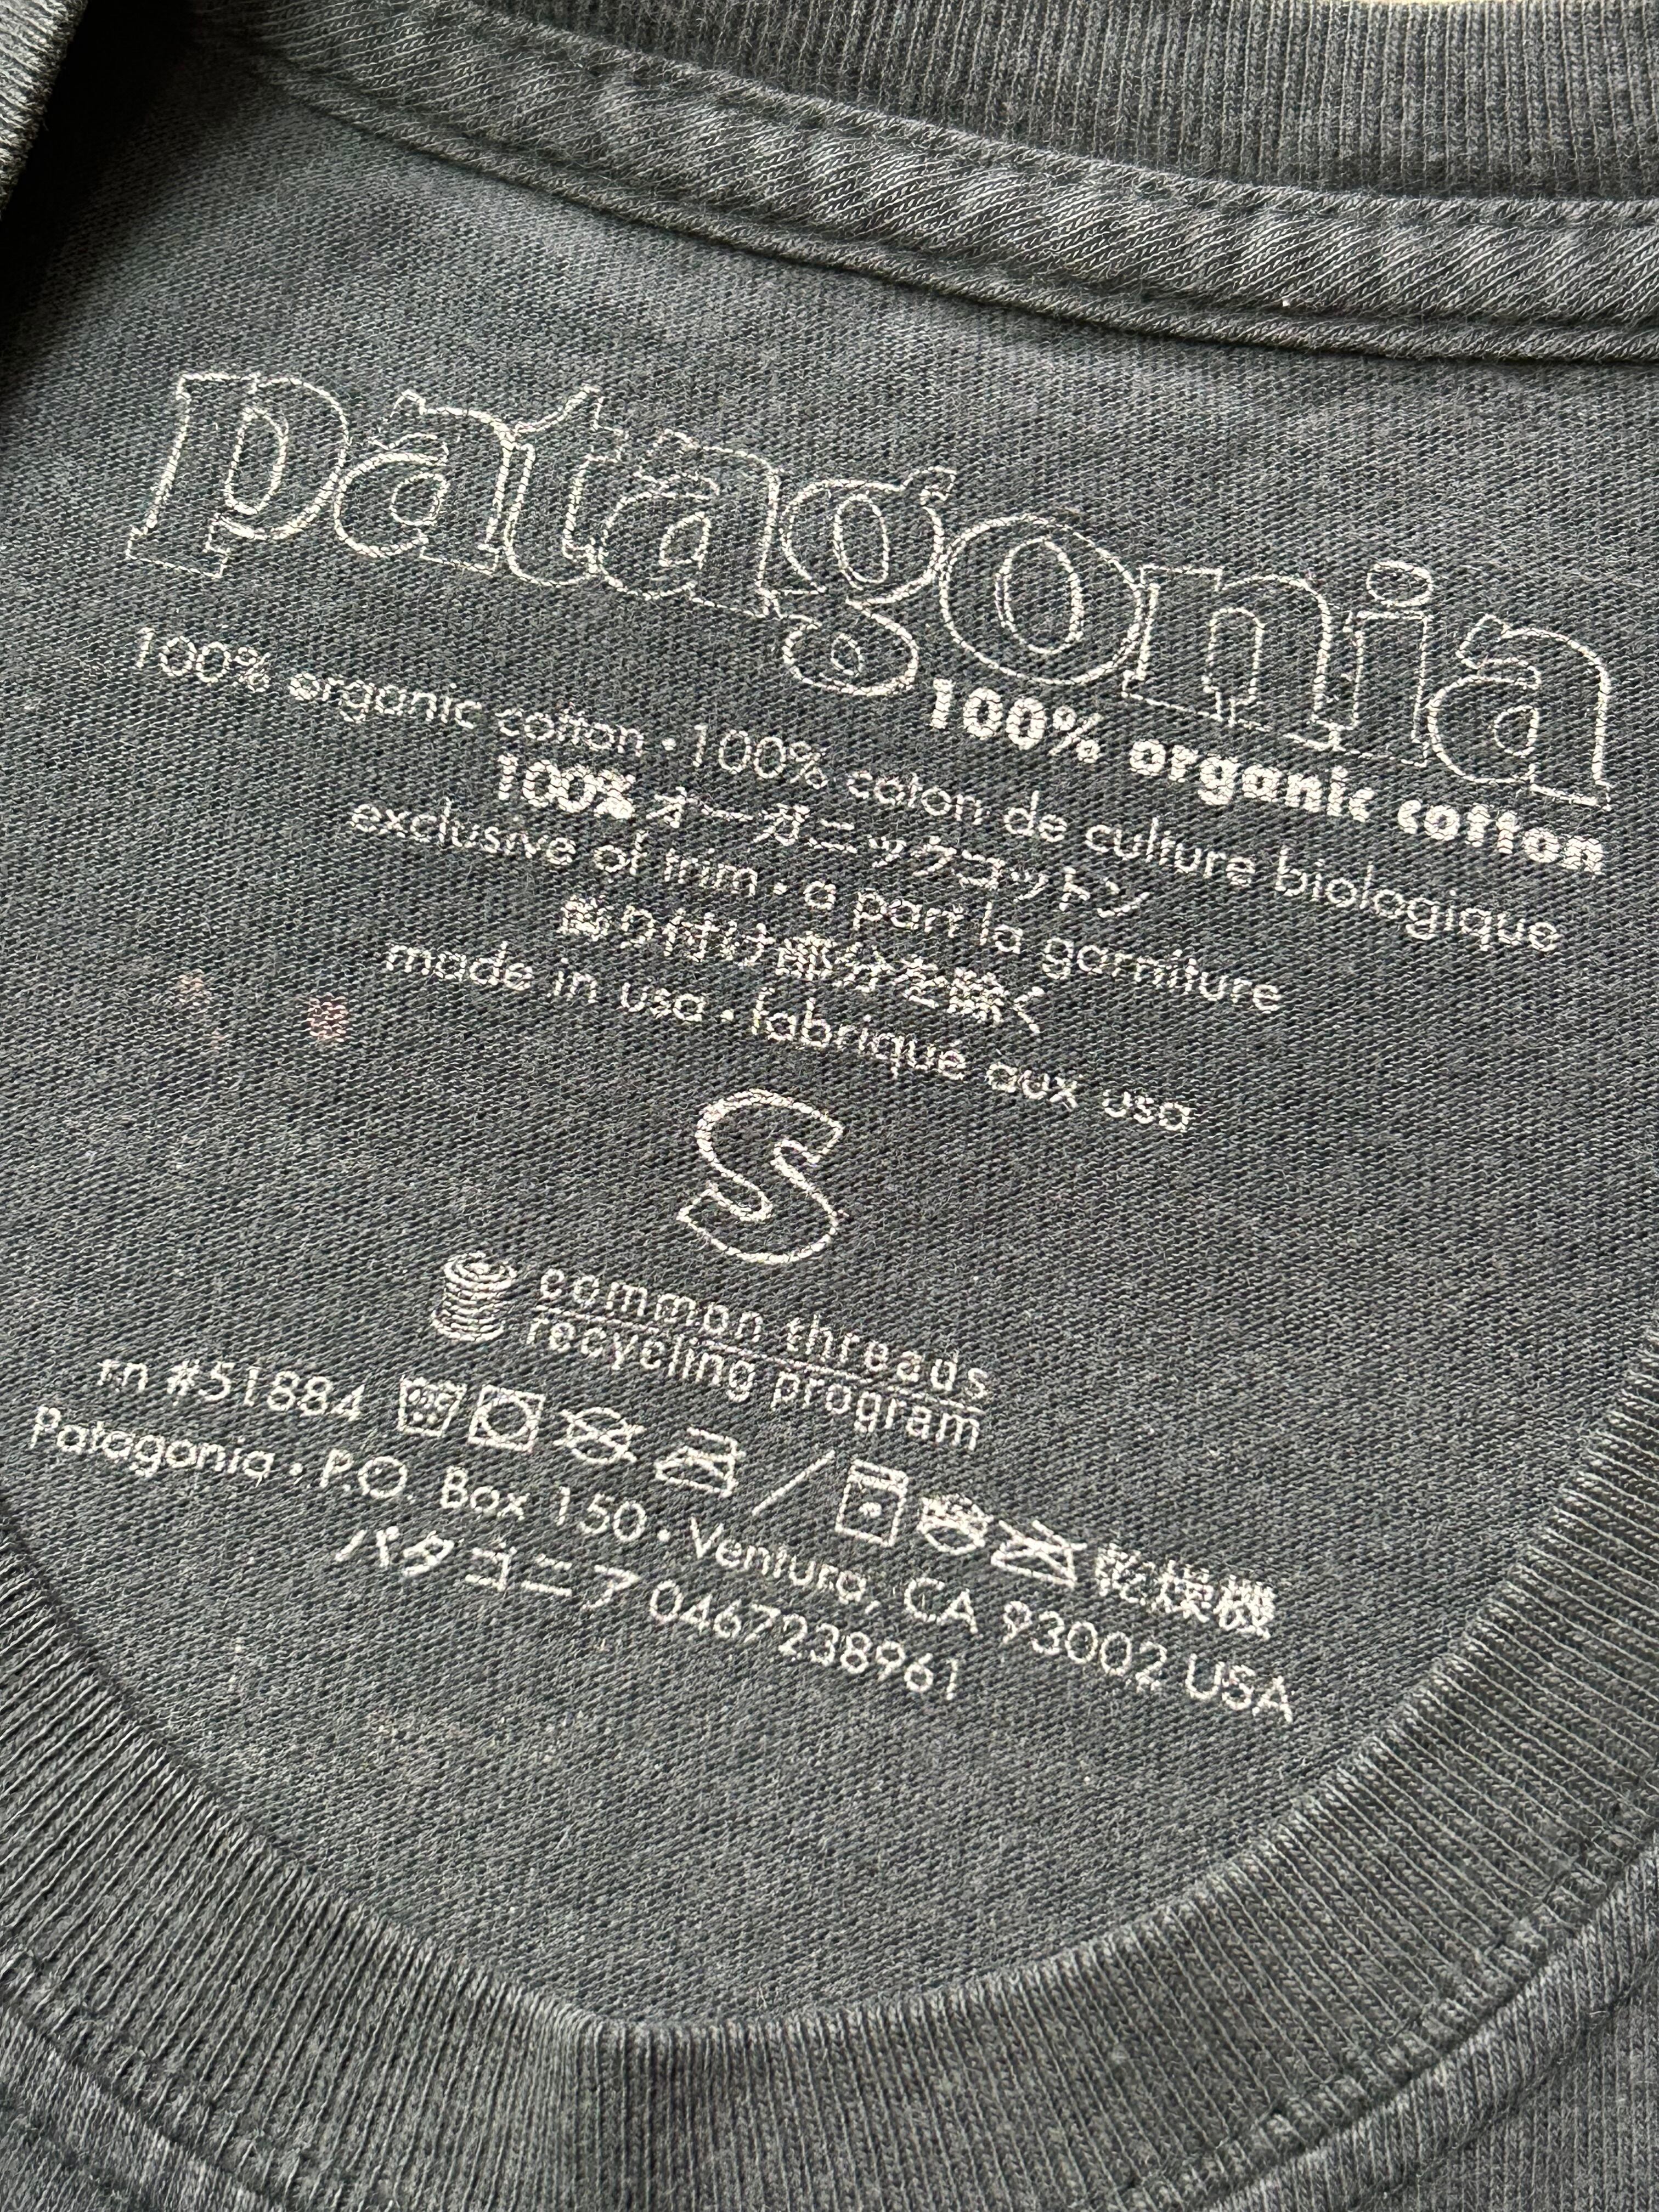 patagonia
100% organic cotton
100% organic cotton • 100% coton de culture biologique
100%オーガニックコットン
exclusive of trim • a part la garniture
飾り付け部分を除く
made in usa • fabriqué aux usa
S
common threads
recycling program
rn #51884 / 乾燥機
Patagonia • P.O. Box 150 • Ventura, CA 93002 USA
パタゴニア 0467238961